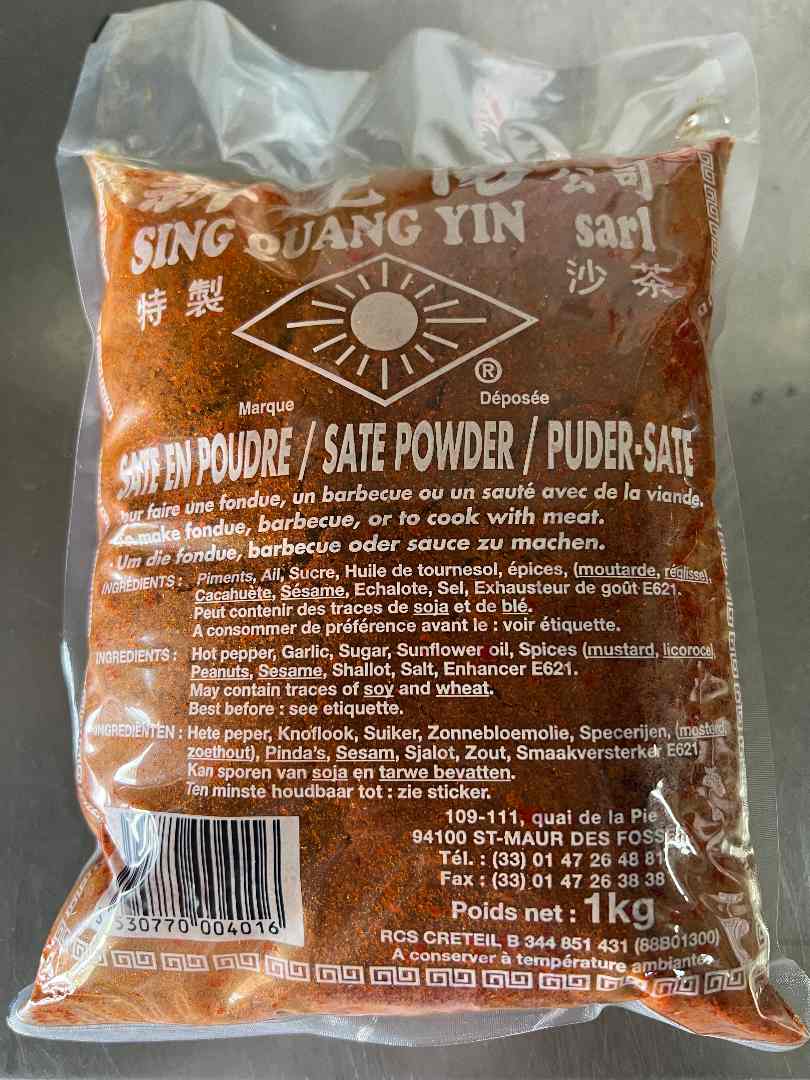 公司
SING QUANG YIN sarl
特製
沙茶
®
Marque Déposée
SATE EN POUDRE / SATE POWDER / PUDER-SATE
faire une fondue, un barbecue ou un sauté avec de la viande.
make fondue, barbecue, or to cook with meat.
Um die fondue, barbecue oder sauce zu machen.
INGRÉDIENTS : Piments, Ail, Sucre, Huile de tournesol, épices, (moutarde, réglisse),
Cacahuète, Sésame, Echalote, Sel, Exhausteur de goût E621.
Peut contenir des traces de soja et de blé.
A consommer de préférence avant le : voir étiquette.
INGREDIENTS : Hot pepper, Garlic, Sugar, Sunflower oil, Spices (mustard, licoroce),
Peanuts, Sesame, Shallot, Salt, Enhancer E621.
May contain traces of soy and wheat.
Best before : see etiquette.
INGREDIENTEN : Hete peper, Knoflook, Suiker, Zonnebloemolie, Specerijen, (mosterd,
zoethout), Pinda's, Sesam, Sjalot, Zout, Smaakversterker E621
Kan sporen van soja en tarwe bevatten.
Ten minste houdbaar tot : zie sticker.
109-111, quai de la Pie
94100 ST-MAUR DES
Tél. : (33) 01 47 26 48 81
Fax : (33) 01 47 26 38 38
Poids net : 1kg
RCS CRETEIL B 344 851 431 (88B01300)
A conserver à température ambiante
530770 004016